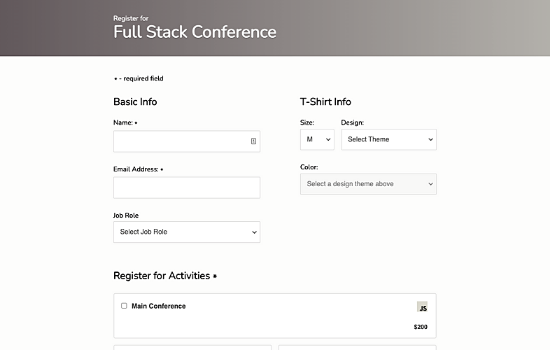 Register for
Full Stack Conference
• - required field
Basic Info
Name: •
Email Address: •
Job Role
Select Job Role
T-Shirt Info
Size:
M
Design:
Select Theme
Color:
Select a design theme above
Register for Activities •
Main Conference
JS
$200